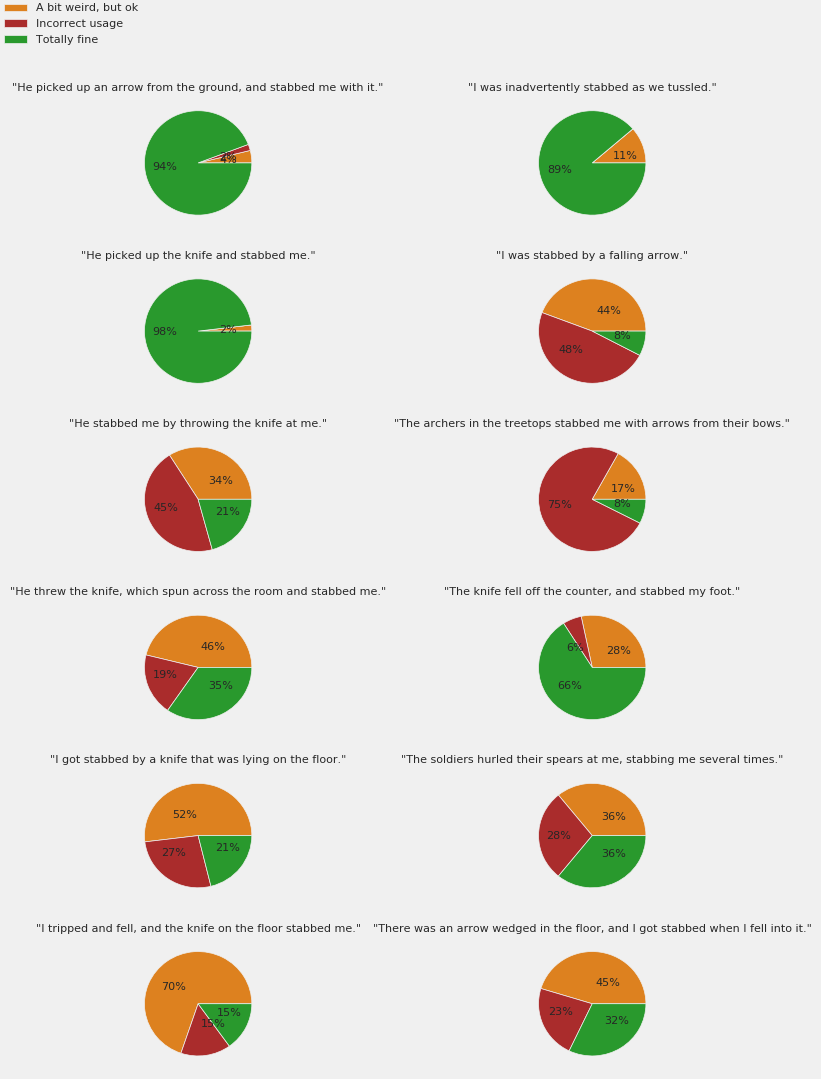 A bit weird, but ok
Incorrect usage
Totally fine
"He picked up an arrow from the ground, and stabbed me with it."
94%
2%
4%
"I was inadvertently stabbed as we tussled."
89%
11%
"He picked up the knife and stabbed me."
98%
2%
"I was stabbed by a falling arrow."
44%
48%
8%
"He stabbed me by throwing the knife at me."
34%
45%
21%
"The archers in the treetops stabbed me with arrows from their bows."
17%
75%
8%
"He threw the knife, which spun across the room and stabbed me."
46%
19%
35%
"The knife fell off the counter, and stabbed my foot."
6%
28%
66%
"I got stabbed by a knife that was lying on the floor."
52%
27%
21%
"The soldiers hurled their spears at me, stabbing me several times."
36%
28%
36%
"I tripped and fell, and the knife on the floor stabbed me."
70%
15%
15%
"There was an arrow wedged in the floor, and I got stabbed when I fell into it."
45%
23%
32%